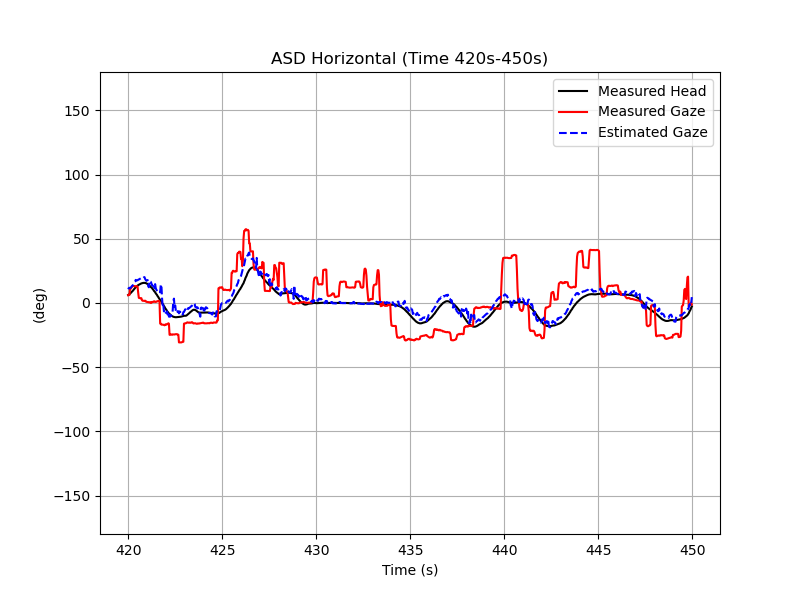 ASD Horizontal (Time 420s-450s)
Measured Head
Measured Gaze
Estimated Gaze
150
100
50
0
−50
−100
−150
(deg)
420 425 430 435 440 445 450
Time (s)